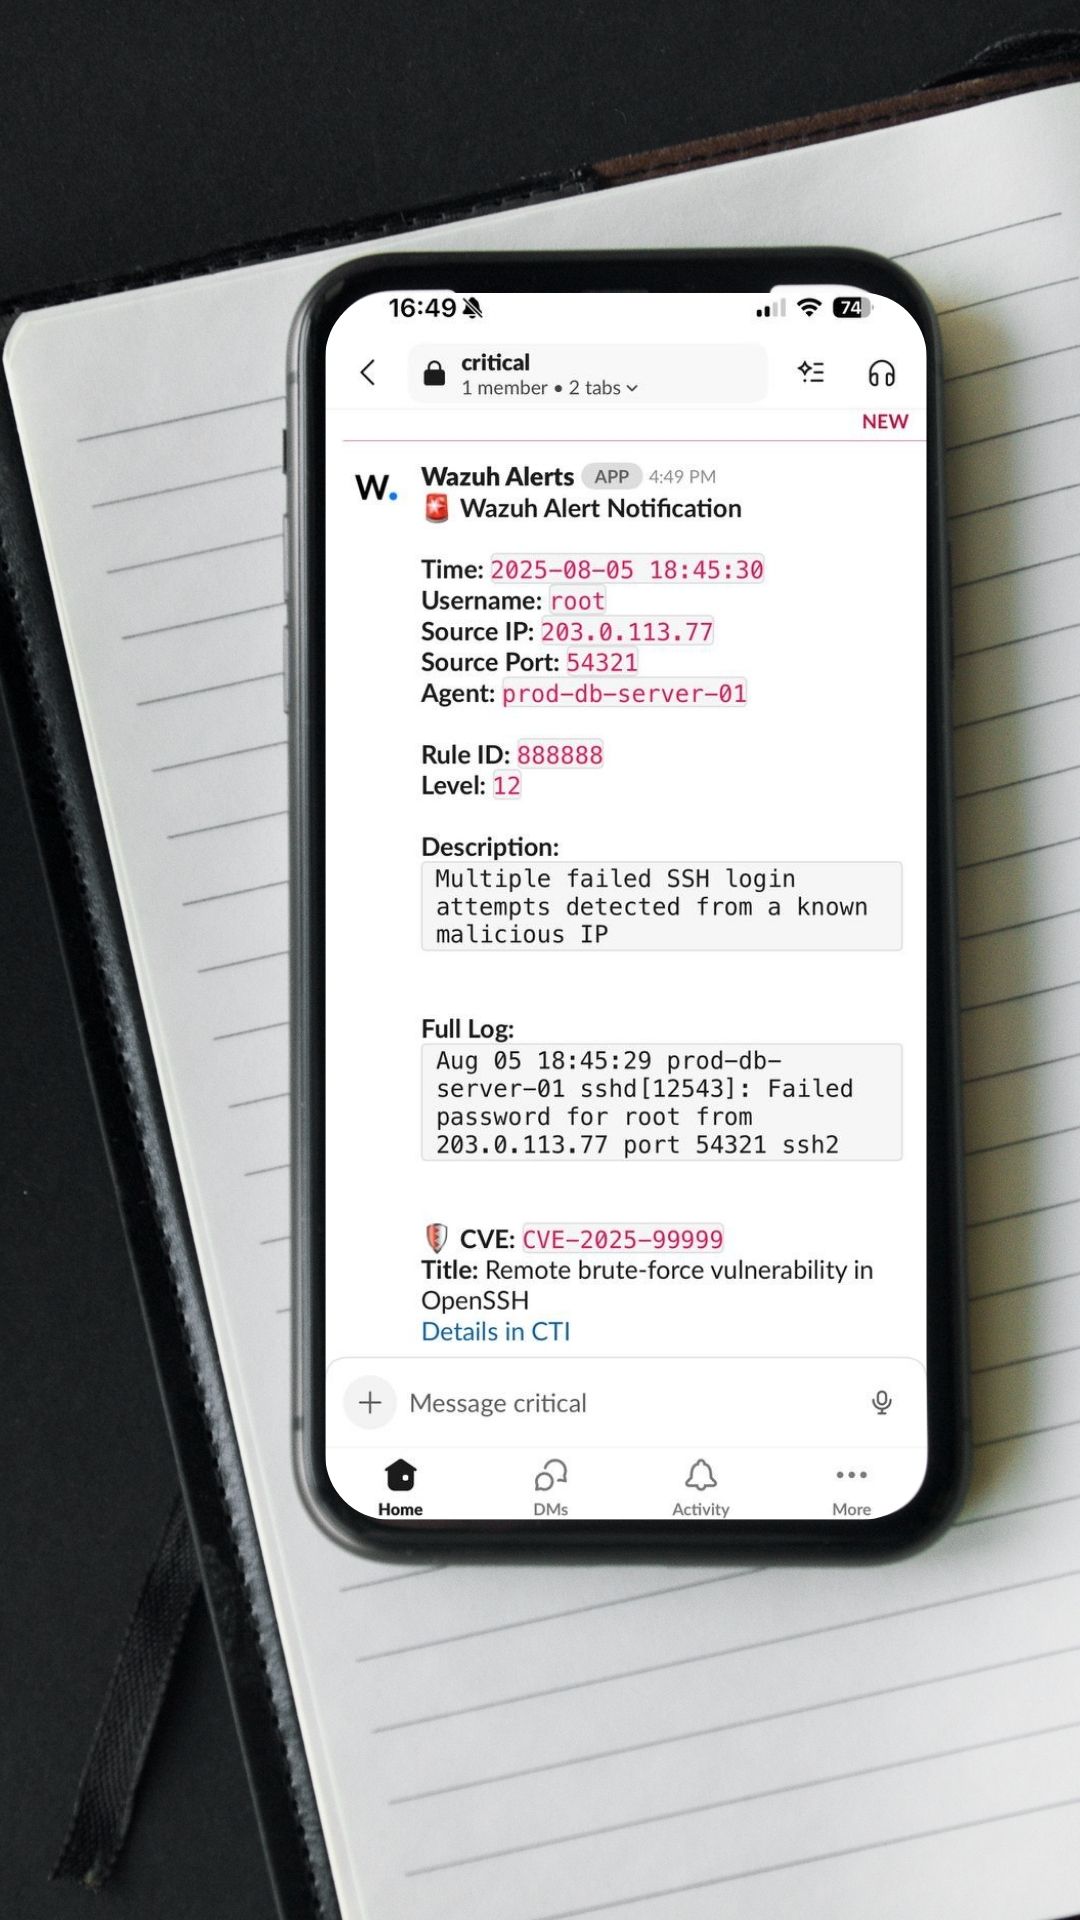 16:49
74
critical
1 member • 2 tabs
NEW
W.
Wazuh Alerts APP 4:49 PM
🚨 Wazuh Alert Notification
Time: 2025-08-05 18:45:30
Username: root
Source IP: 203.0.113.77
Source Port: 54321
Agent: prod-db-server-01
Rule ID: 888888
Level: 12
Description:
Multiple failed SSH login
attempts detected from a known
malicious IP
Full Log:
Aug 05 18:45:29 prod-db-
server-01 sshd[12543]: Failed
password for root from
203.0.113.77 port 54321 ssh2
CVE: CVE-2025-99999
Title: Remote brute-force vulnerability in
OpenSSH
Details in CTI
Message critical
Home
DMs
Activity
More